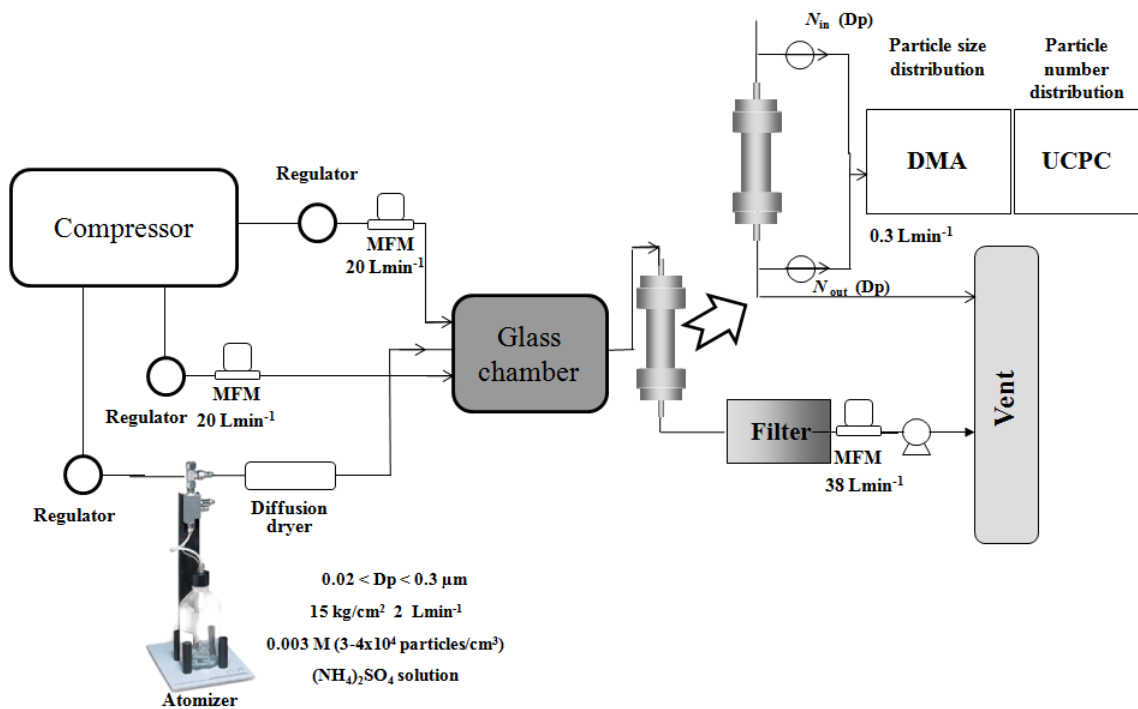 N_in (Dp)
Particle size
distribution
Particle
number
distribution
DMA
UCPC
0.3 Lmin⁻¹
N_out (Dp)
Compressor
Regulator
MFM
20 Lmin⁻¹
Regulator
MFM
20 Lmin⁻¹
Glass
chamber
Regulator
Diffusion
dryer
Filter
MFM
38 Lmin⁻¹
Vent
0.02 < Dp < 0.3 µm
15 kg/cm² 2 Lmin⁻¹
0.003 M (3-4x10⁴ particles/cm³)
(NH₄)₂SO₄ solution
Atomizer